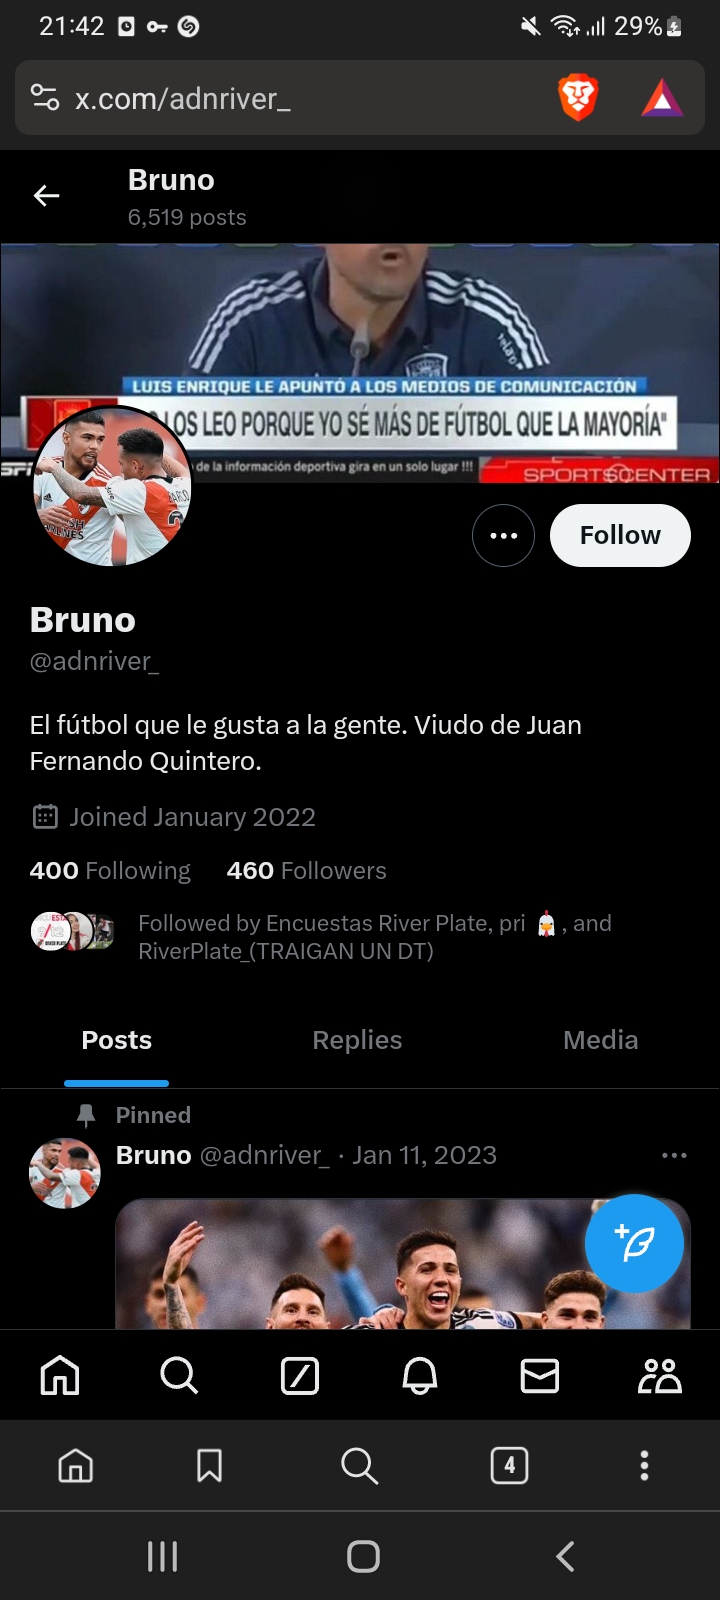 21:42
29%
x.com/adnriver_
Bruno
6,519 posts
LUIS ENRIQUE LE APUNTÓ A LOS MEDIOS DE COMUNICACIÓN
LOS LEO PORQUE YO SÉ MÁS DE FÚTBOL QUE LA MAYORÍA"
de la información deportiva gira en un solo lugar !!!
SPORTSCENTER
Follow
Bruno
@adnriver_
El fútbol que le gusta a la gente. Viudo de Juan
Fernando Quintero.
Joined January 2022
400 Following 460 Followers
Followed by Encuestas River Plate, pri 🐔, and
RiverPlate_(TRAIGAN UN DT)
Posts Replies Media
Pinned
Bruno @adnriver_ · Jan 11, 2023
4